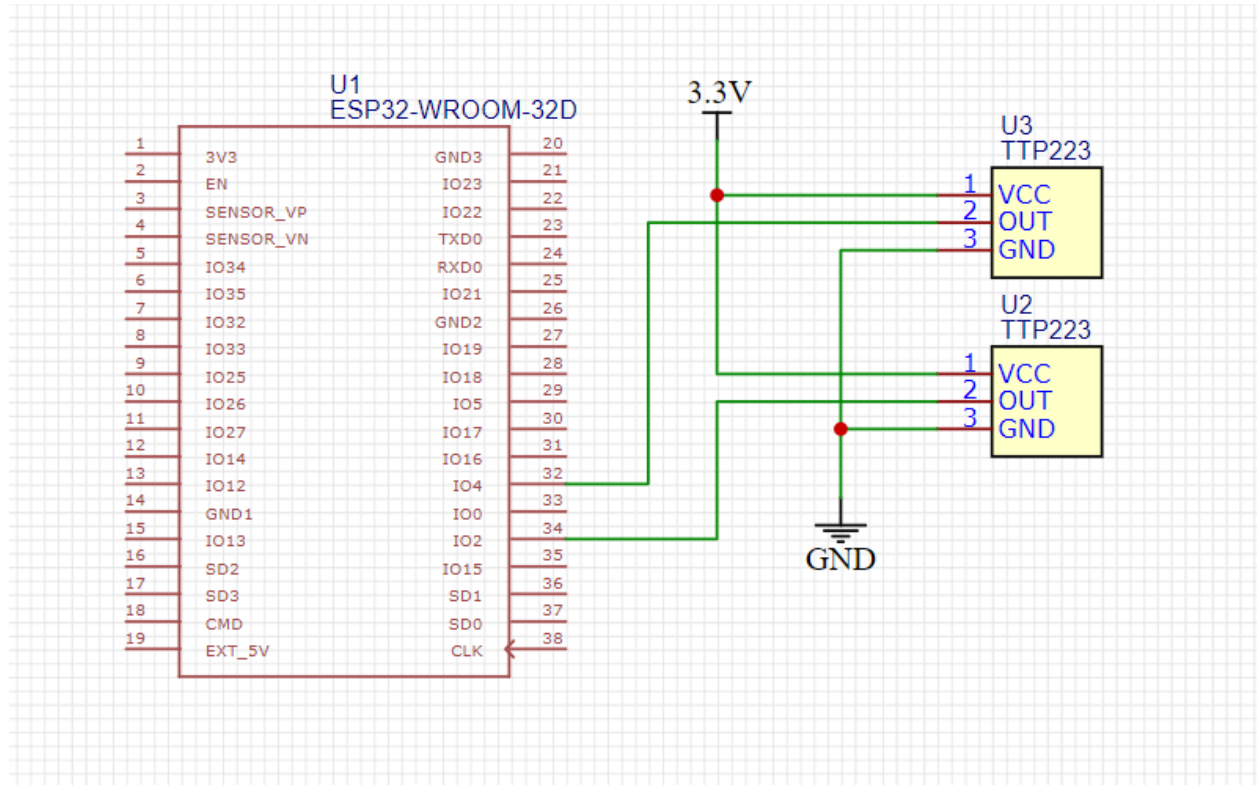 U1
ESP32-WROOM-32D
1 3V3 GND3 20
2 EN IO23 21
3 SENSOR_VP IO22 22
4 SENSOR_VN TXD0 23
5 IO34 RXD0 24
6 IO35 IO21 25
7 IO32 GND2 26
8 IO33 IO19 27
9 IO25 IO18 28
10 IO26 IO5 29
11 IO27 IO17 30
12 IO14 IO16 31
13 IO12 IO4 32
14 GND1 IO0 33
15 IO13 IO2 34
16 SD2 IO15 35
17 SD3 SD1 36
18 CMD SD0 37
19 EXT_5V CLK 38
3.3V
U3
TTP223
1 VCC
2 OUT
3 GND
U2
TTP223
1 VCC
2 OUT
3 GND
GND